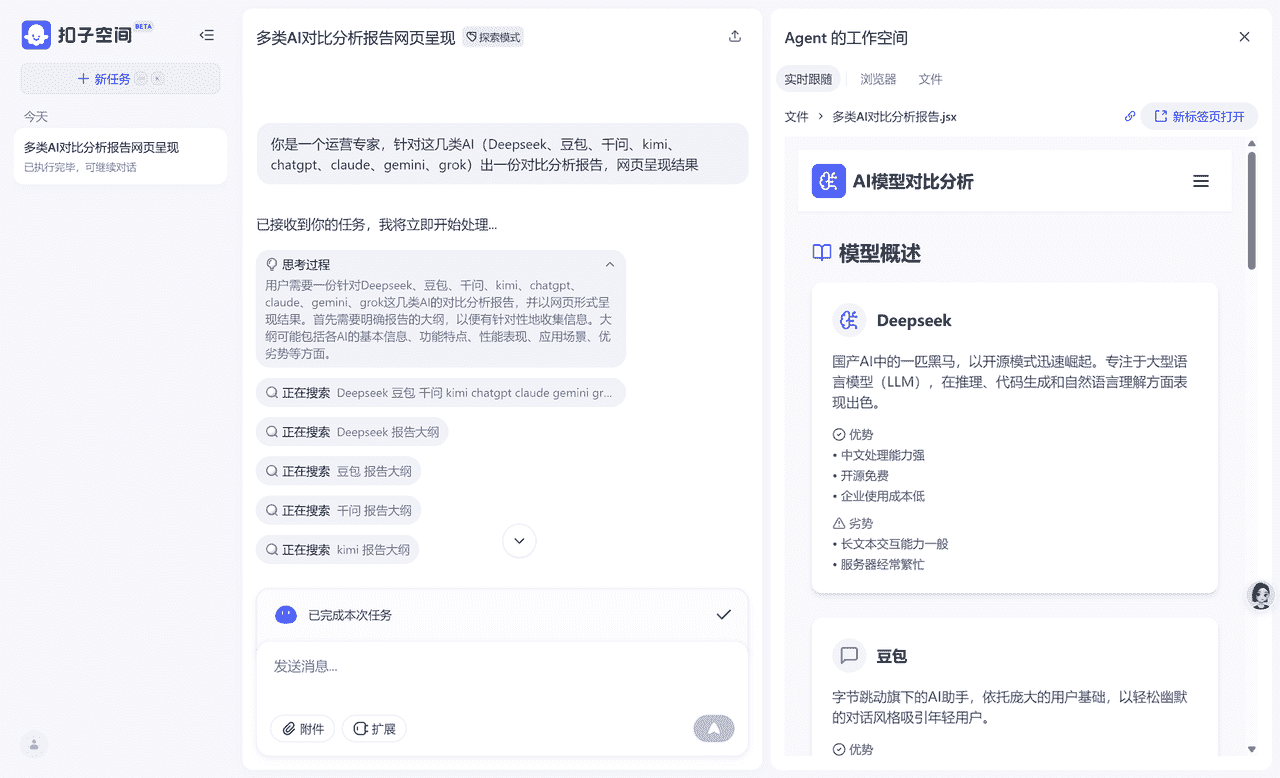 扣子空间 BETA
新任务
今天
多类AI对比分析报告网页呈现
已执行完毕，可继续对话
多类AI对比分析报告网页呈现
探索模式
你是一个运营专家，针对这几类AI（Deepseek、豆包、千问、kimi、
chatgpt、claude、gemini、grok）出一份对比分析报告，网页呈现结果
已接收到你的任务，我将立即开始处理...
思考过程
用户需要一份针对Deepseek、豆包、千问、kimi、chatgpt、
claude、gemini、grok这几类AI的对比分析报告，并以网页形式呈
现结果。首先需要明确报告的大纲，以便有针对性地收集信息。大
纲可能包括各AI的基本信息、功能特点、性能表现、应用场景、优
劣势等方面。
正在搜索 Deepseek 豆包 千问 kimi chatgpt claude gemini gr...
正在搜索 Deepseek 报告大纲
正在搜索 豆包 报告大纲
正在搜索 千问 报告大纲
正在搜索 kimi 报告大纲
已完成本次任务
发送消息...
附件
扩展
Agent 的工作空间
实时跟随
浏览器
文件
文件 > 多类AI对比分析报告.jsx
新标签页打开
AI模型对比分析
模型概述
Deepseek
国产AI中的一匹黑马，以开源模式迅速崛起。专注于大型语
言模型（LLM），在推理、代码生成和自然语言理解方面表
现出色。
优势
• 中文处理能力强
• 开源免费
• 企业使用成本低
劣势
• 长文本交互能力一般
• 服务器经常繁忙
豆包
字节跳动旗下的AI助手，依托庞大的用户基础，以轻松幽默
的对话风格吸引年轻用户。
优势